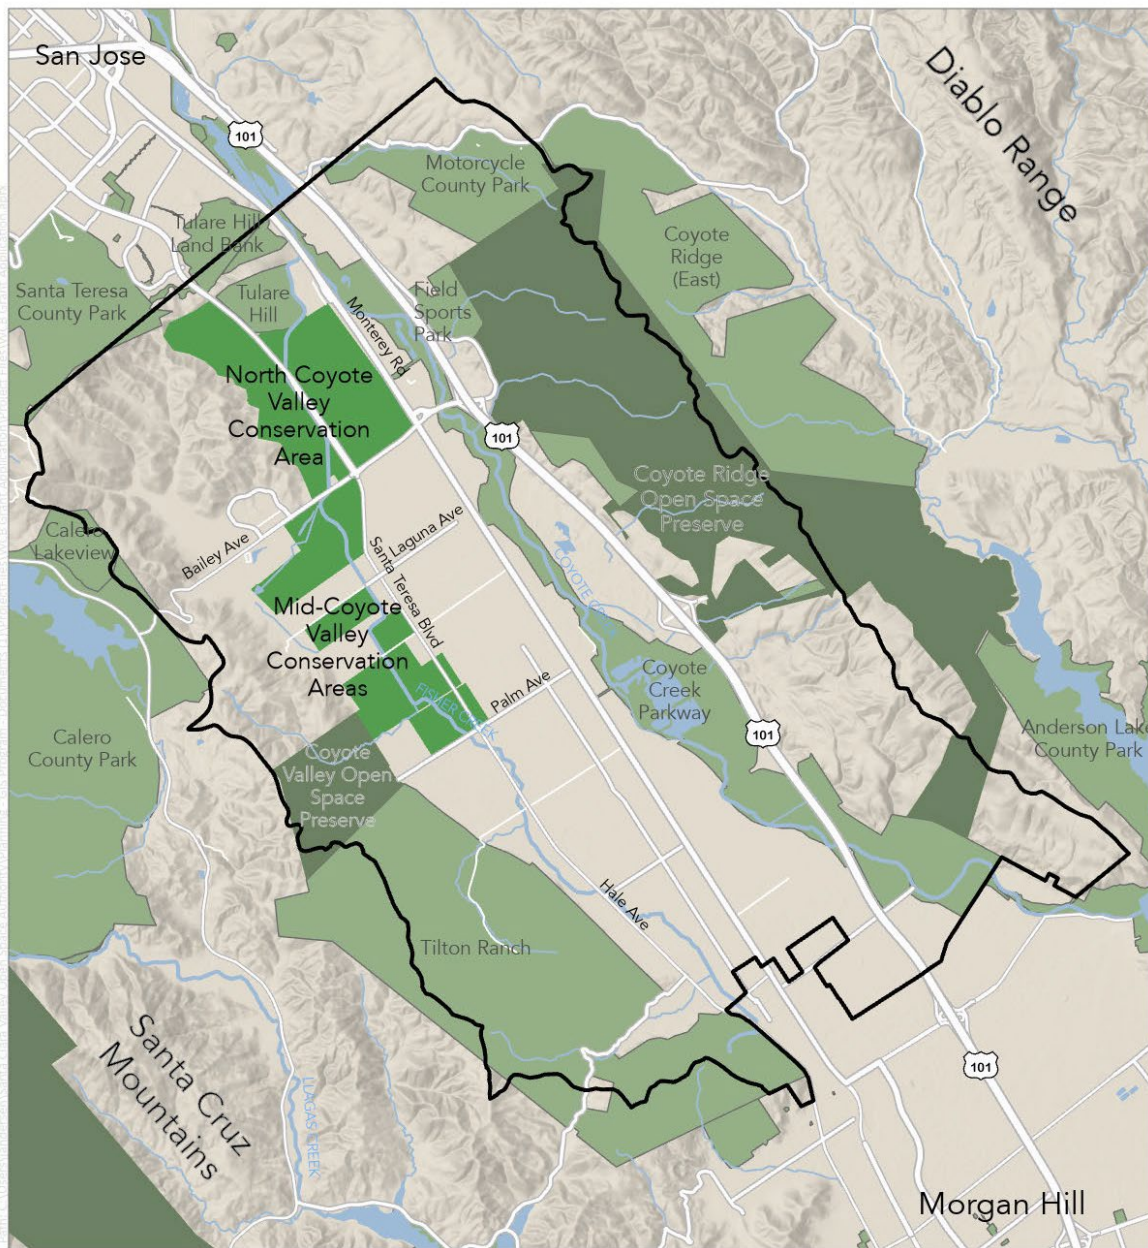 San Jose
Diablo Range
101
Motorcycle
County Park
Tulare Hill
Land Bank
Coyote
Ridge
(East)
Santa Teresa
County Park
Tulare
Hill
Field
Sports
Park
Monterey Rd
North Coyote
Valley
Conservation
Area
101
Coyote Ridge
Open Space
Preserve
Calero
Lakeview
Bailey Ave
Laguna Ave
Santa Teresa Blvd
COYOTE CREEK
Mid-Coyote
Valley
Conservation
Areas
Coyote
Creek
Parkway
Palm Ave
FISHER CREEK
101
Anderson Lake
County Park
Calero
County Park
Coyote
Valley Open
Space
Preserve
Hale Ave
Tilton Ranch
Santa Cruz
Mountains
LLAGAS CREEK
101
Morgan Hill